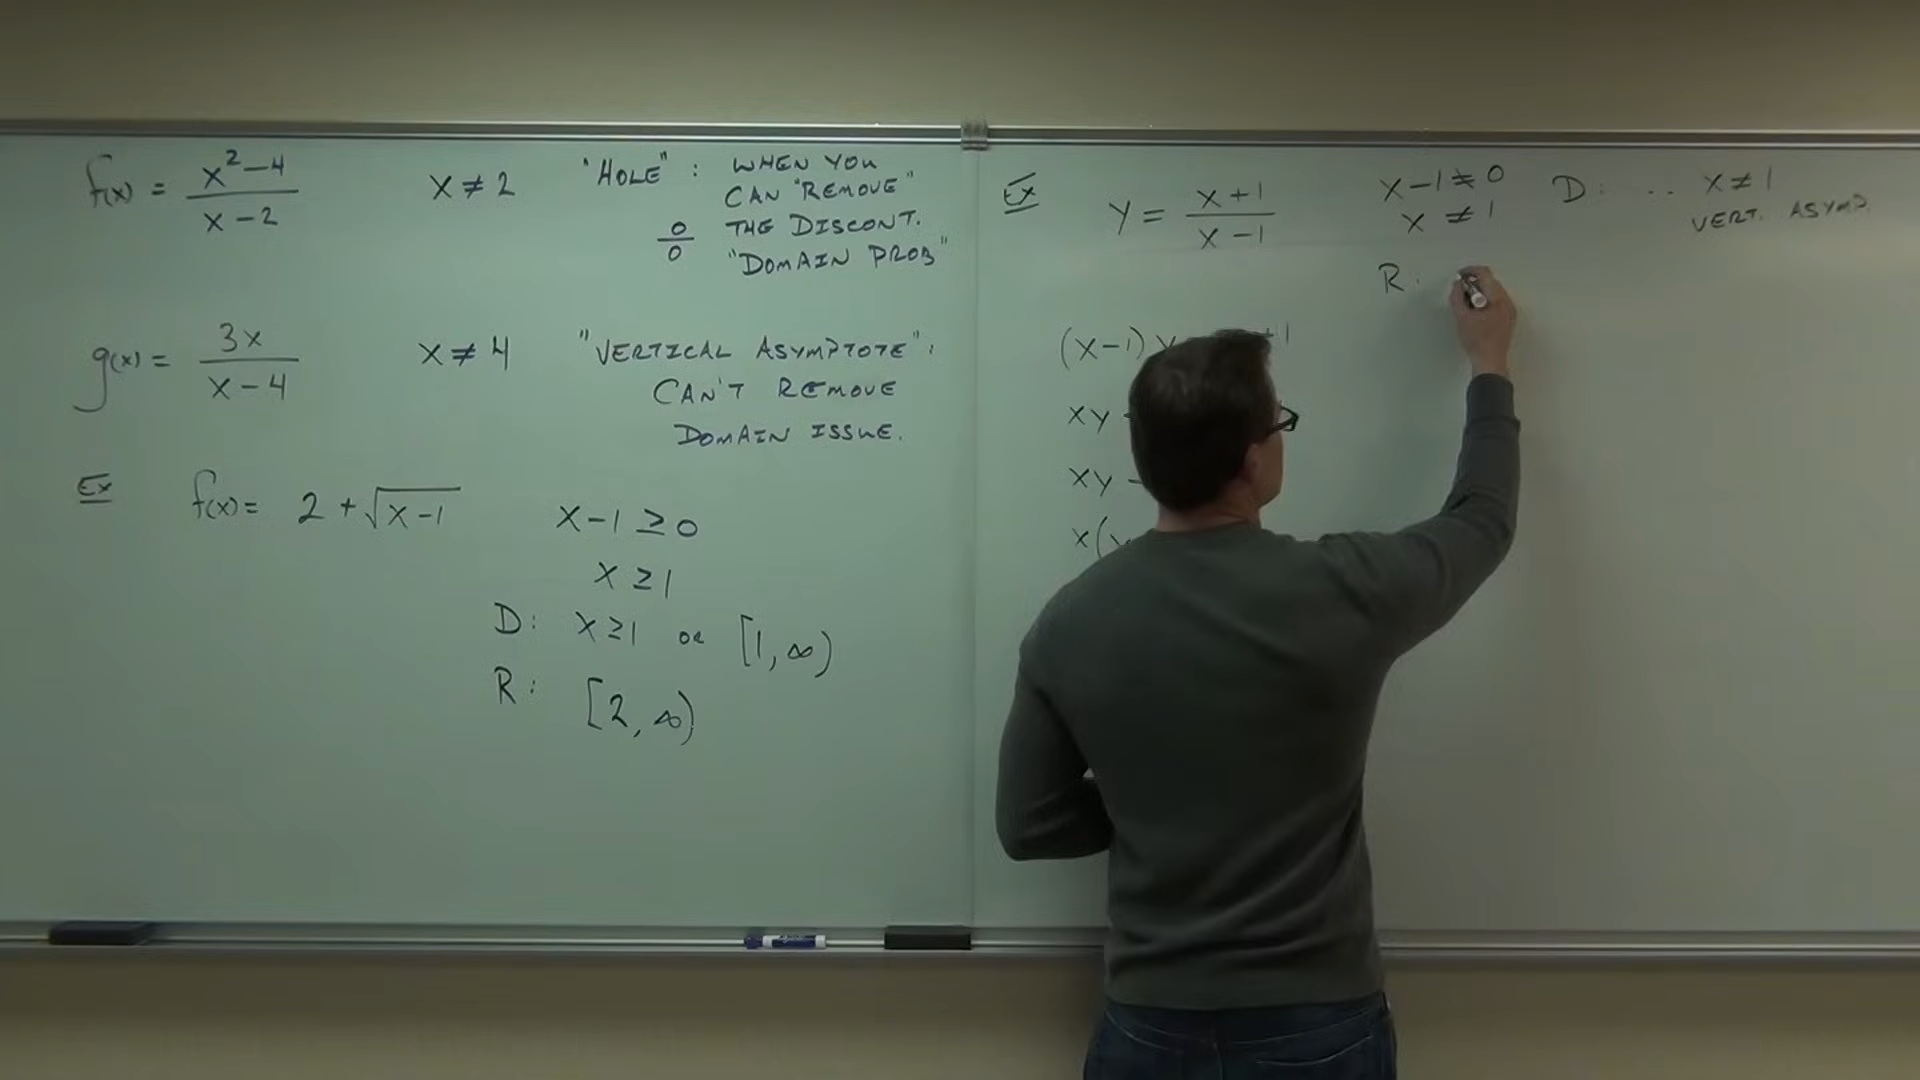 f(x) = x²-4 / x-2    x ≠ 2    "HOLE" : WHEN YOU
CAN "REMOVE"
0/0 THE DISCONT.
"DOMAIN PROB"
g(x) = 3x / x-4    x ≠ 4    "VERTICAL ASYMPTOTE" :
CAN'T REMOVE
DOMAIN ISSUE.
Ex    f(x) = 2 + √(x-1)    x-1 ≥ 0
x ≥ 1
D: x ≥ 1 or [1, ∞)
R: [2, ∞)
Ex    y = x+1 / x-1    x-1 ≠ 0    D: .. x ≠ 1
x ≠ 1    VERT. ASYMP.
R:
(x-1)y +1
xy -
xy -
x(y